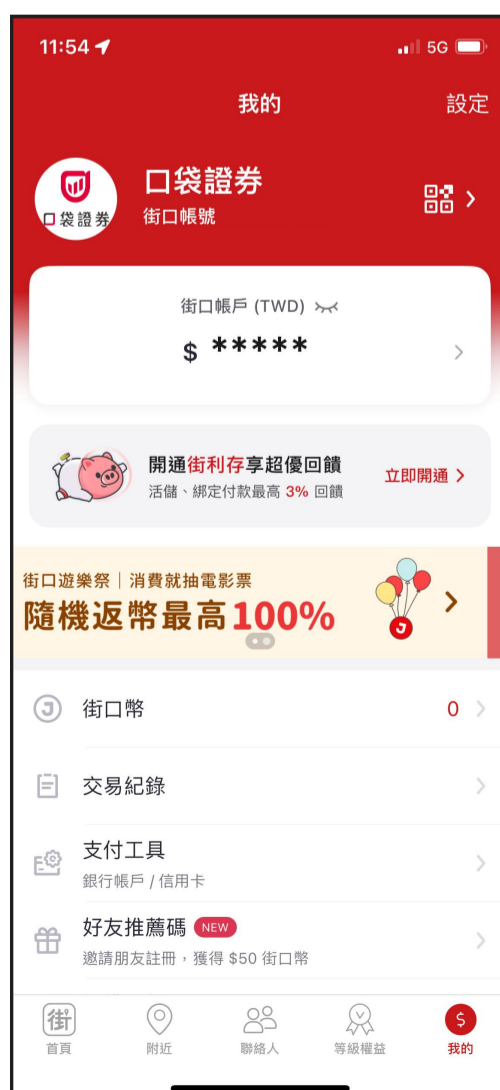 11:54
5G
我的
設定
口袋證券
口袋證券
街口帳號
街口帳戶 (TWD)
$ *****
開通街利存享超優回饋
活儲、綁定付款最高 3% 回饋
立即開通
街口遊樂祭｜消費就抽電影票
隨機返幣最高100%
J
J
街口幣
0
交易紀錄
支付工具
銀行帳戶 / 信用卡
好友推薦碼 NEW
邀請朋友註冊，獲得 $50 街口幣
街
$
首頁
附近
聯絡人
等級權益
我的